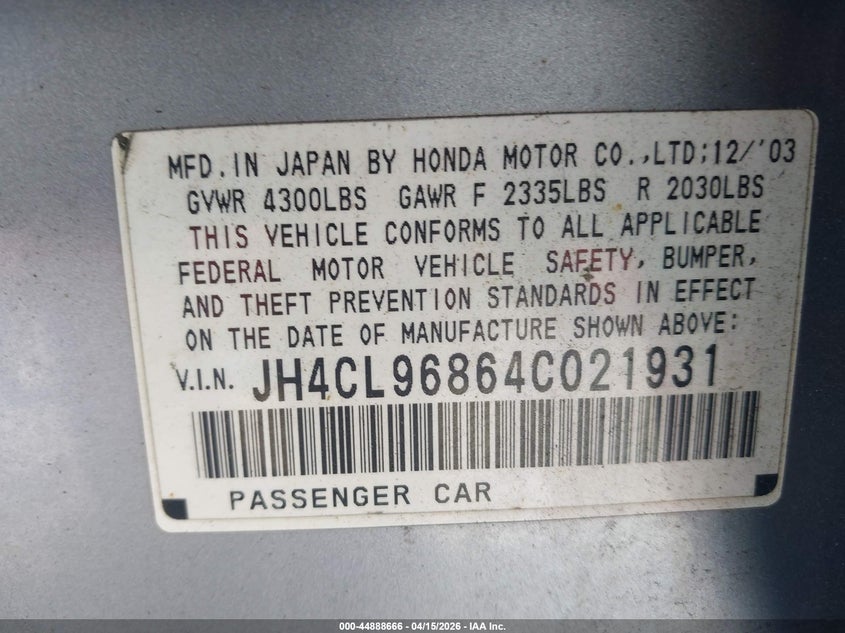 MFD. IN JAPAN BY HONDA MOTOR CO.,LTD;12/'03
GVWR 4300LBS GAWR F 2335LBS R 2030LBS
THIS VEHICLE CONFORMS TO ALL APPLICABLE
FEDERAL MOTOR VEHICLE SAFETY, BUMPER,
AND THEFT PREVENTION STANDARDS IN EFFECT
ON THE DATE OF MANUFACTURE SHOWN ABOVE:
V.I.N. JH4CL96864C021931
PASSENGER CAR
000-44888666 - 04/15/2026 - IAA Inc.